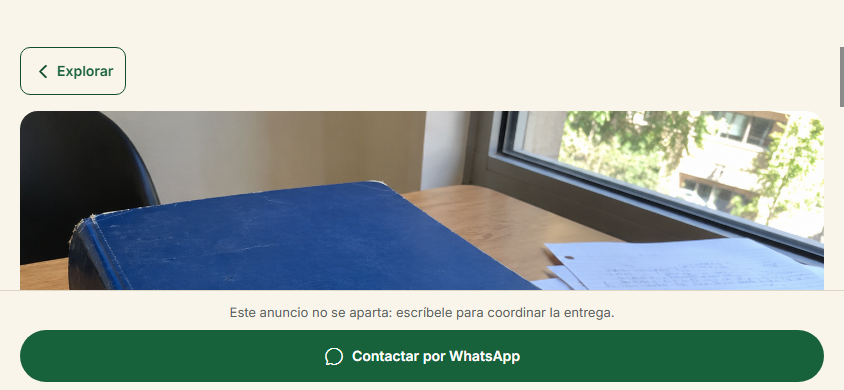 Explorar
Este anuncio no se aparta: escríbele para coordinar la entrega.
Contactar por WhatsApp